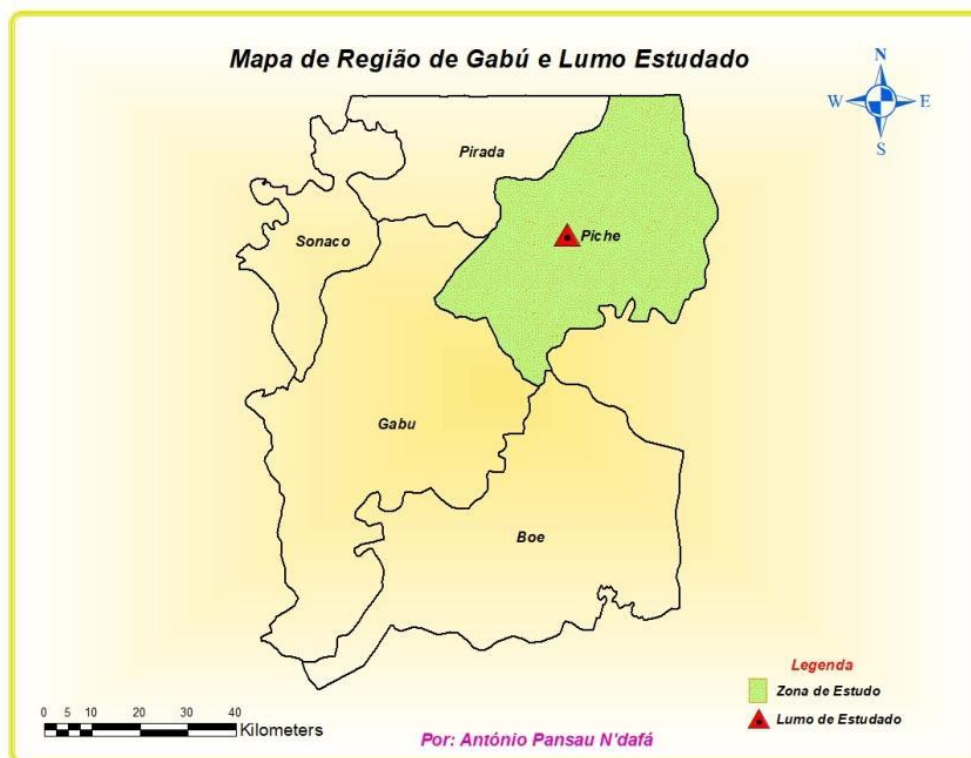 Mapa de Região de Gabú e Lumo Estudado
N
W E
S
Pirada
Sonaco
Piche
Gabu
Boe
Legenda
Zona de Estudo
Lumo de Estudado
0 5 10 20 30 40
Kilometers
Por: António Pansau N'dafá